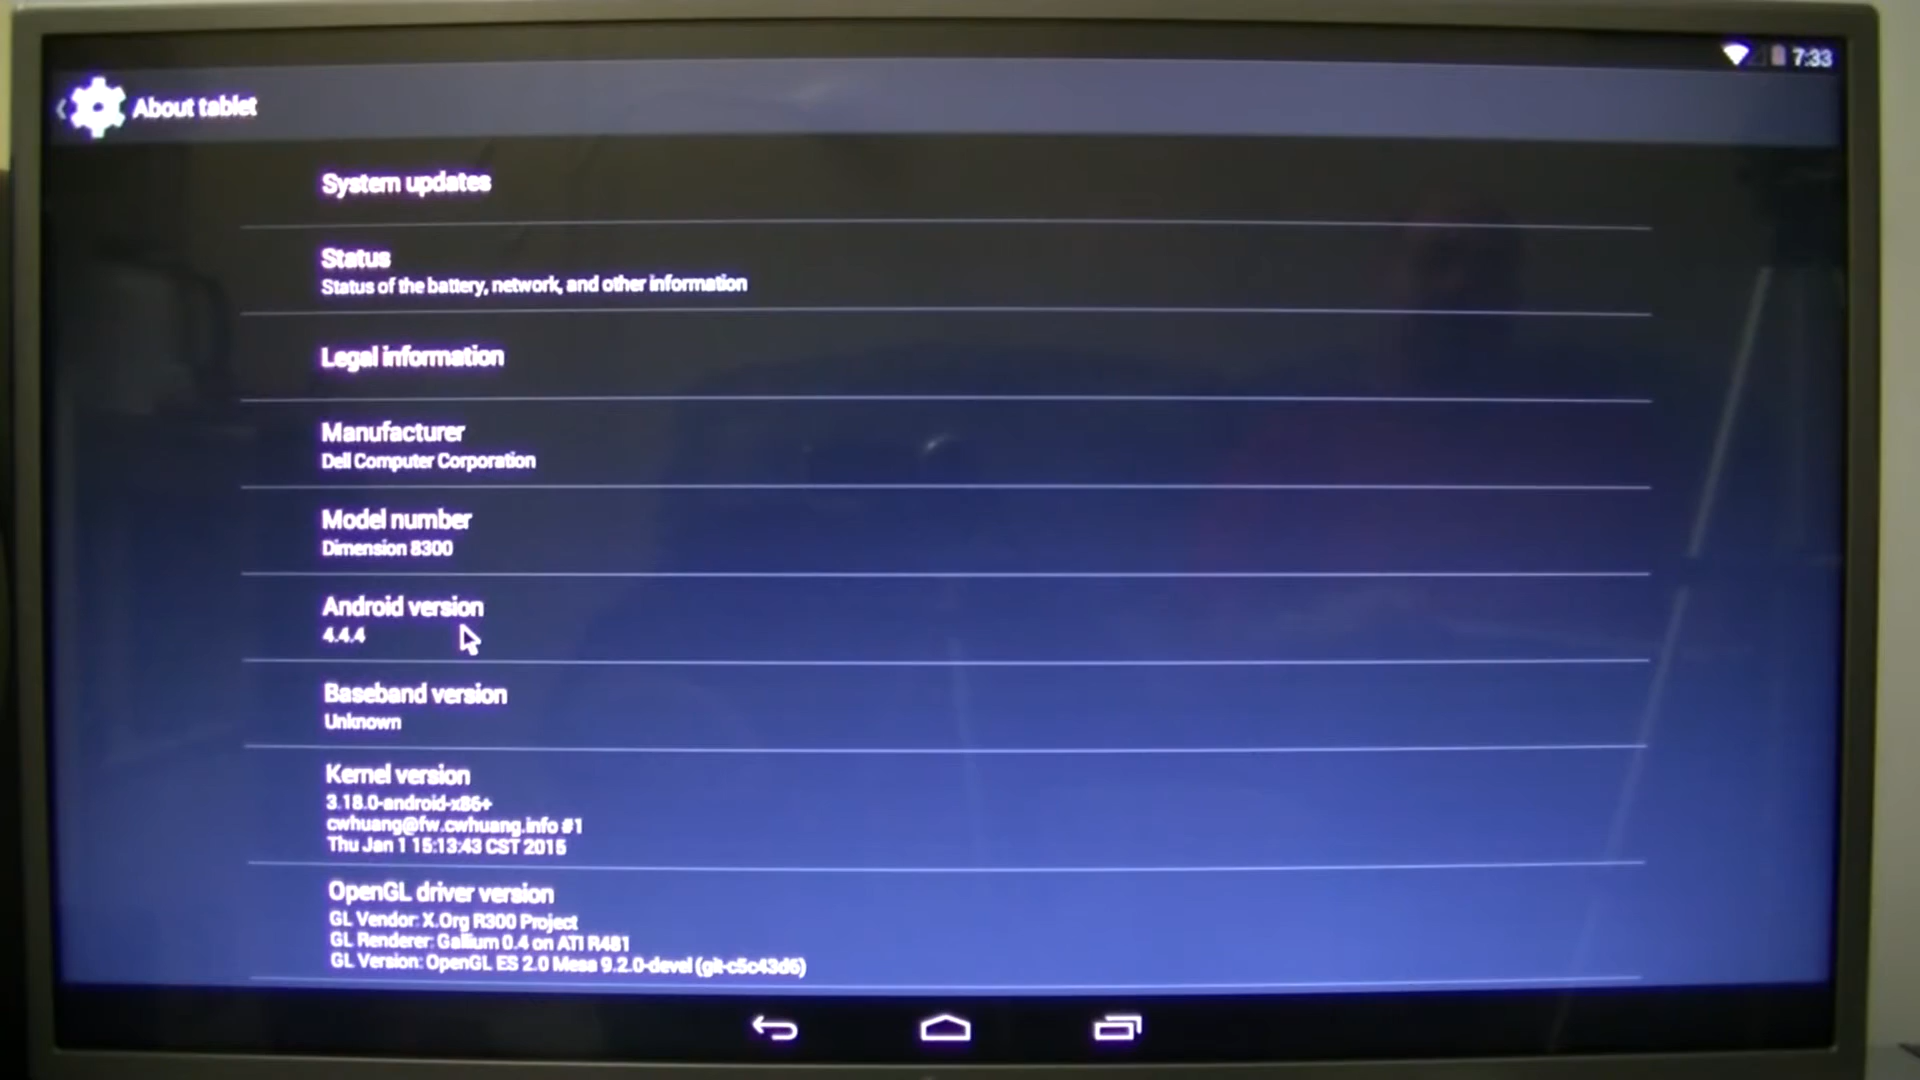 7:33
About tablet
System updates
Status
Status of the battery, network, and other information
Legal information
Manufacturer
Dell Computer Corporation
Model number
Dimension 8300
Android version
4.4.4
Baseband version
Unknown
Kernel version
3.18.0-android-x86+
cwhuang@fw.cwhuang.info #1
Thu Jan 1 15:13:43 CST 2015
OpenGL driver version
GL Vendor: X.Org R300 Project
GL Renderer: Gallium 0.4 on ATI R481
GL Version: OpenGL ES 2.0 Mesa 9.2.0-devel (git-c5c43d6)